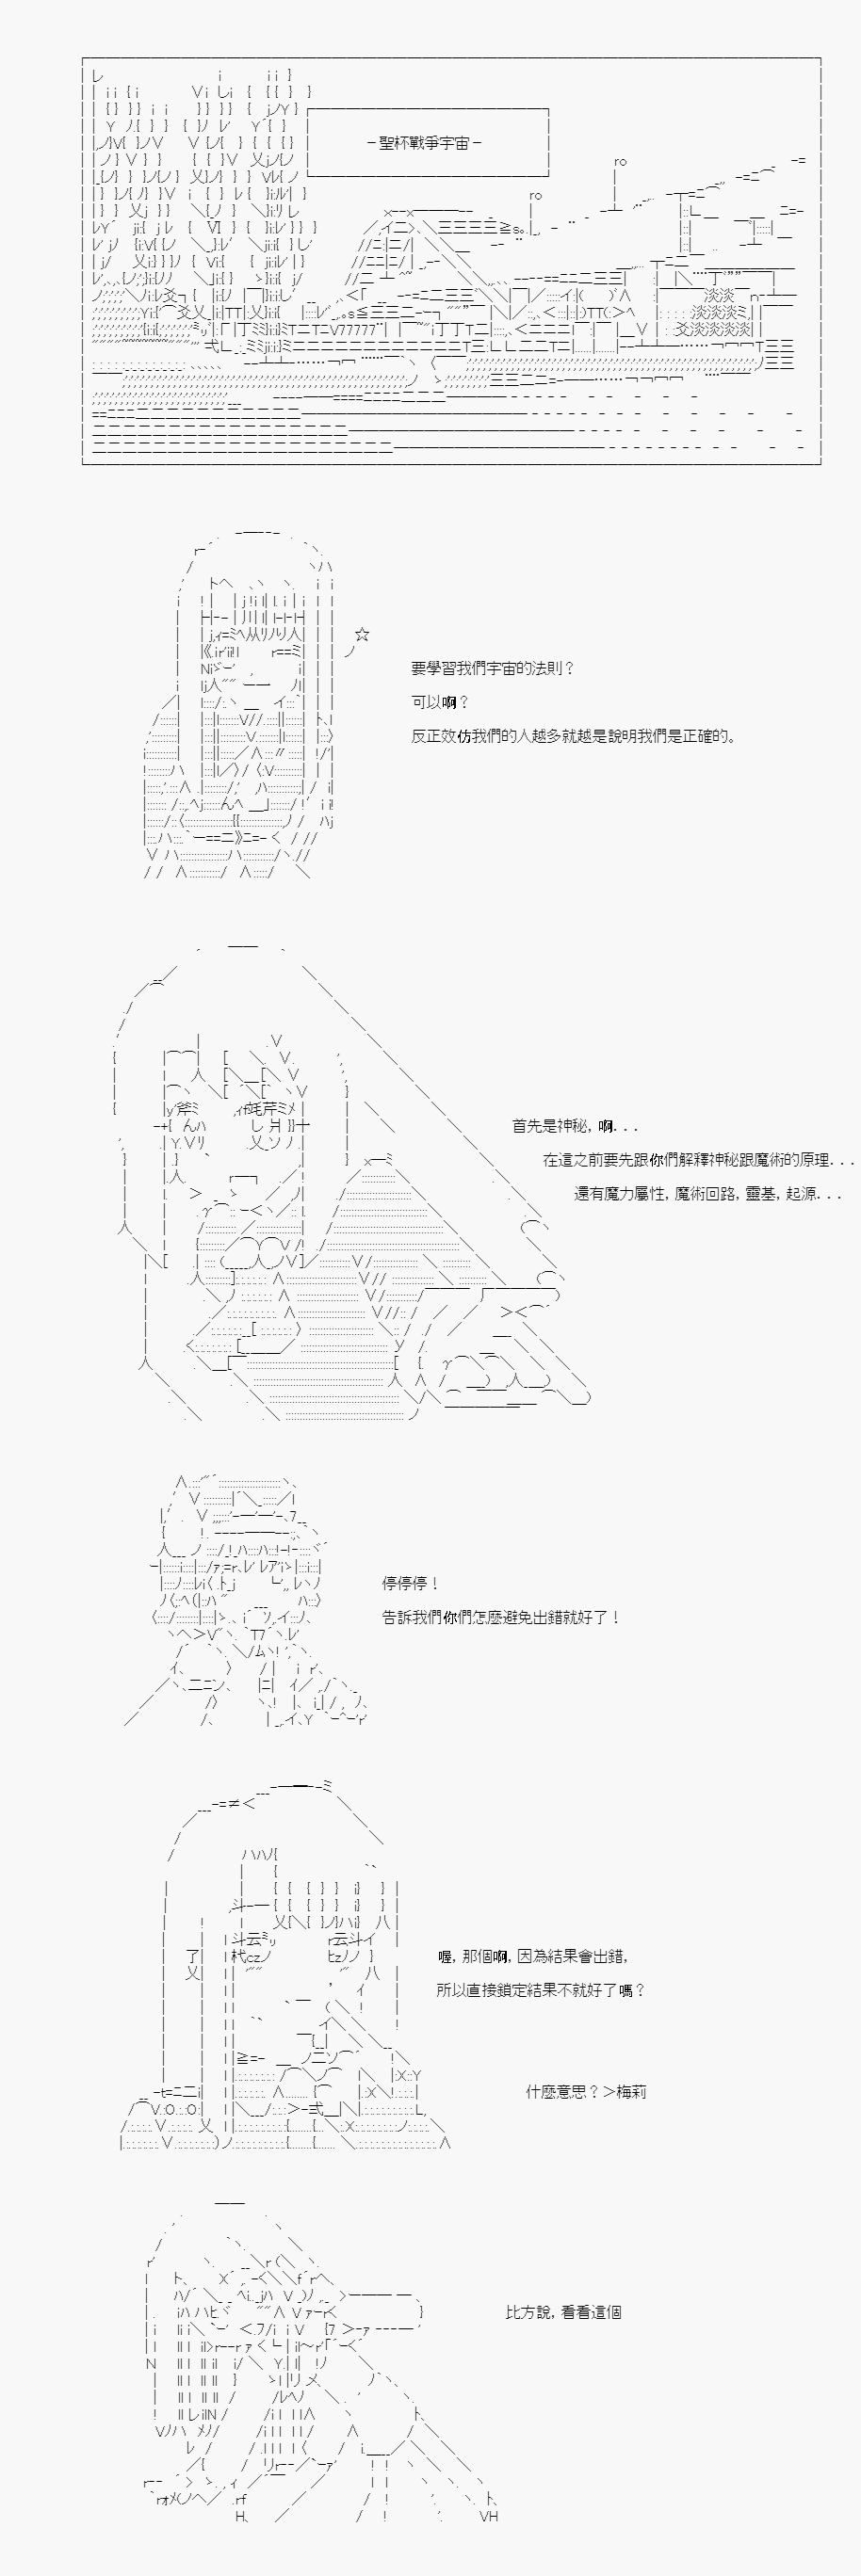 －聖杯戰爭宇宙－
要學習我們宇宙的法則？
可以啊？
反正效仿我們的人越多就越是說明我們是正確的。
首先是神秘，啊．．．
在這之前要先跟你們解釋神秘跟魔術的原理．．．
還有魔力屬性，魔術回路，靈基，起源．．．
停停停！
告訴我們你們怎麼避免出錯就好了！
喔，那個啊，因為結果會出錯，
所以直接鎖定結果不就好了嗎？
什麼意思？＞梅莉
比方說，看看這個